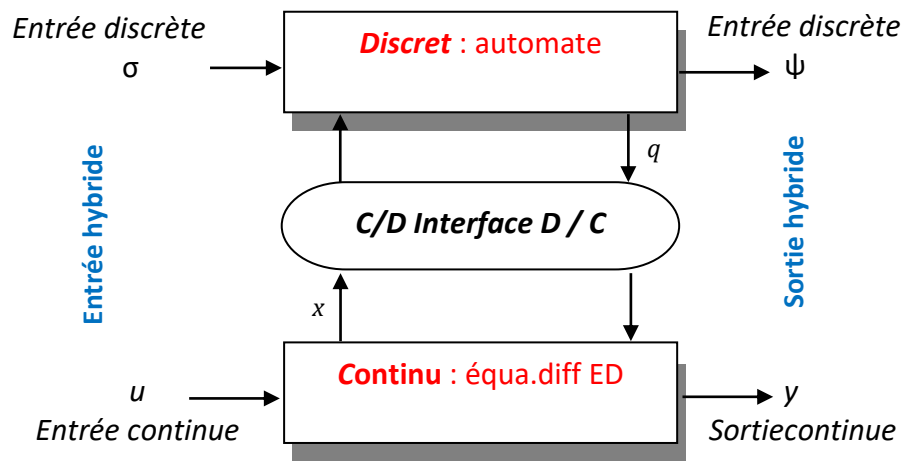 Entrée discrète
σ
Discret : automate
Entrée discrète
ψ
q
Entrée hybride
C/D Interface D / C
Sortie hybride
x
u
Entrée continue
Continu : équa.diff ED
y
Sortiecontinue